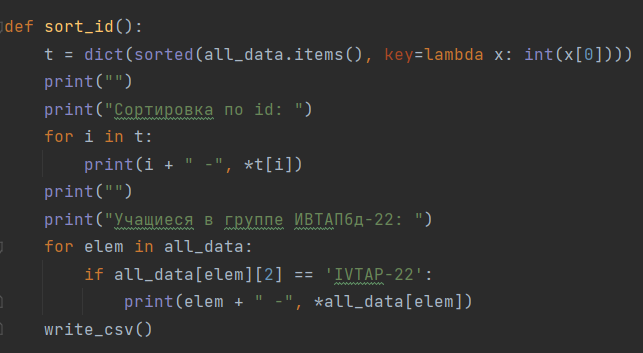 def sort_id():
    t = dict(sorted(all_data.items(), key=lambda x: int(x[0])))
    print("")
    print("Сортировка по id: ")
    for i in t:
        print(i + " -", *t[i])
    print("")
    print("Учащиеся в группе ИВТАПбд-22: ")
    for elem in all_data:
        if all_data[elem][2] == 'IVTAP-22':
            print(elem + " -", *all_data[elem])
    write_csv()